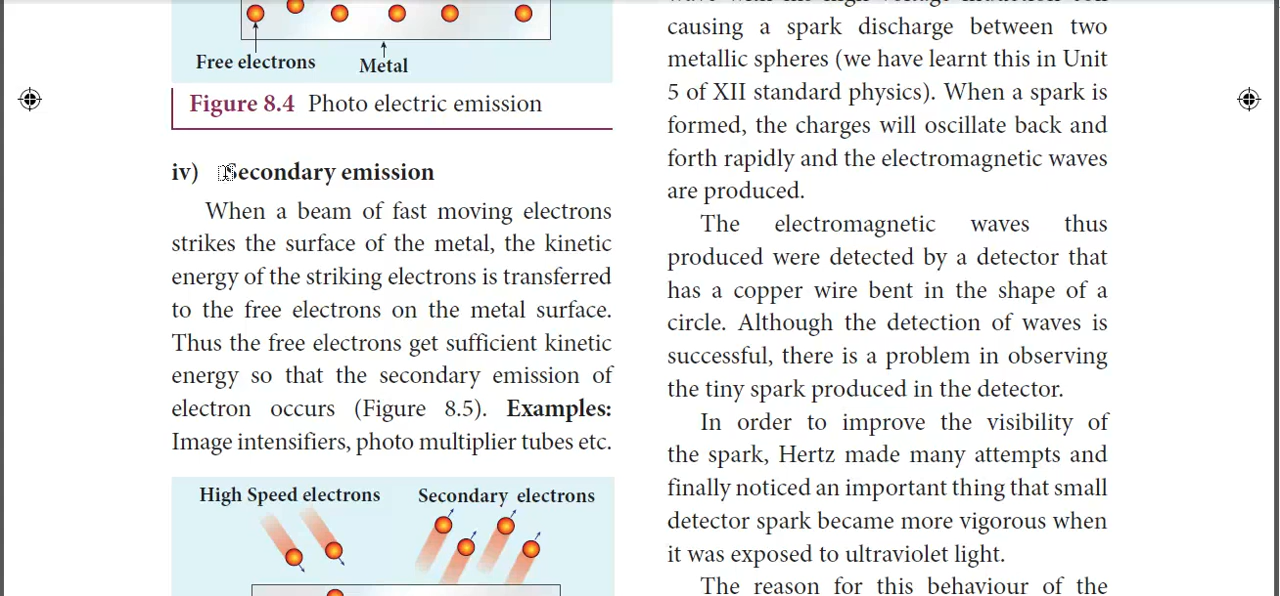 Free electrons
Metal
Figure 8.4 Photo electric emission
iv) Secondary emission
When a beam of fast moving electrons
strikes the surface of the metal, the kinetic
energy of the striking electrons is transferred
to the free electrons on the metal surface.
Thus the free electrons get sufficient kinetic
energy so that the secondary emission of
electron occurs (Figure 8.5). Examples:
Image intensifiers, photo multiplier tubes etc.
High Speed electrons
Secondary electrons
causing a spark discharge between two
metallic spheres (we have learnt this in Unit
5 of XII standard physics). When a spark is
formed, the charges will oscillate back and
forth rapidly and the electromagnetic waves
are produced.
The electromagnetic waves thus
produced were detected by a detector that
has a copper wire bent in the shape of a
circle. Although the detection of waves is
successful, there is a problem in observing
the tiny spark produced in the detector.
In order to improve the visibility of
the spark, Hertz made many attempts and
finally noticed an important thing that small
detector spark became more vigorous when
it was exposed to ultraviolet light.
The reason for this behaviour of the